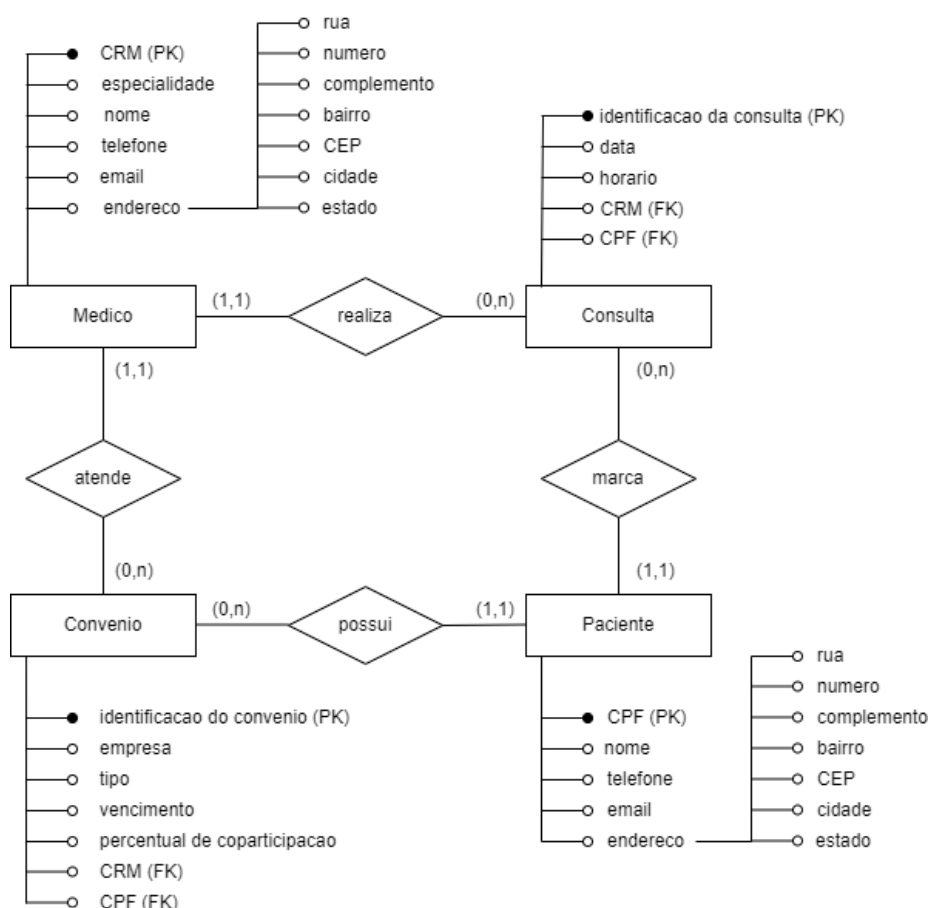 CRM (PK)
especialidade
nome
telefone
email
endereco
rua
numero
complemento
bairro
CEP
cidade
estado
identificacao da consulta (PK)
data
horario
CRM (FK)
CPF (FK)
Medico
(1,1)
realiza
(0,n)
Consulta
(1,1)
(0,n)
atende
marca
(0,n)
(1,1)
Convenio
(0,n)
possui
(1,1)
Paciente
identificacao do convenio (PK)
empresa
tipo
vencimento
percentual de coparticipacao
CRM (FK)
CPF (FK)
CPF (PK)
nome
telefone
email
endereco
rua
numero
complemento
bairro
CEP
cidade
estado